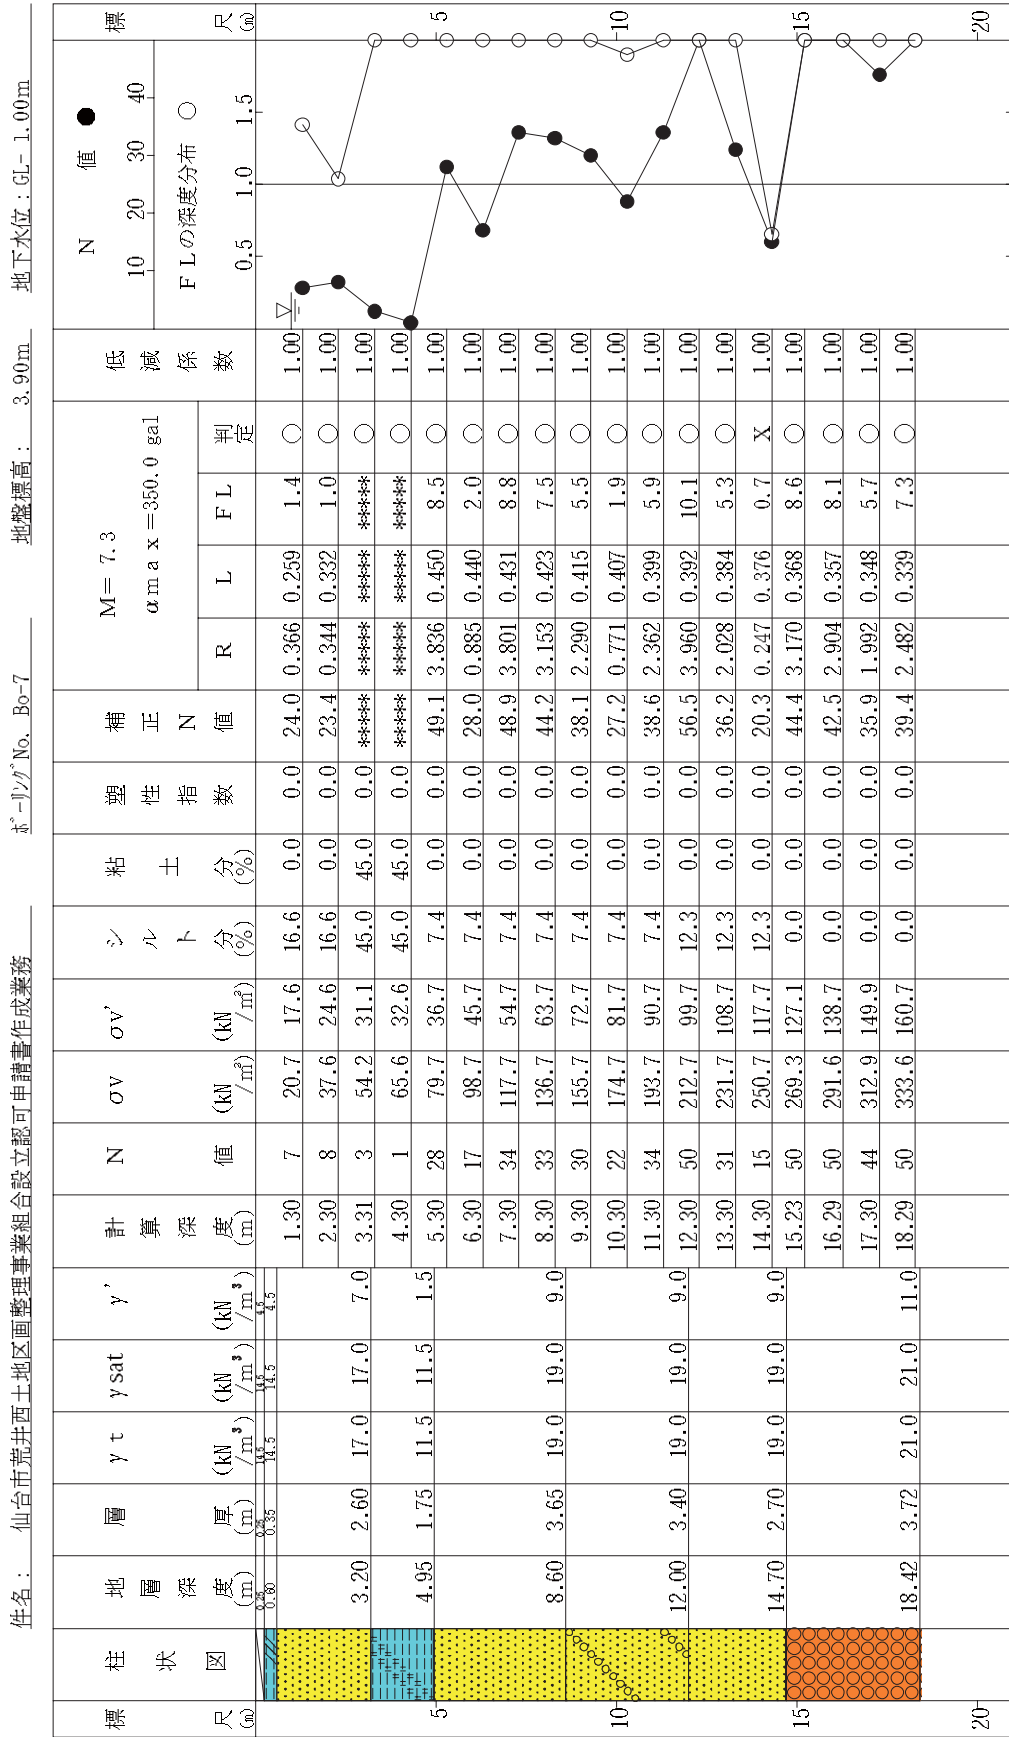 件名： 仙台市荒井西土地区画整理事業組合設立認可申請書作成業務 ﾎﾞｰﾘﾝｸﾞNo. Bo-7 地盤標高： 3.90m 地下水位：GL- 1.00m
標尺(m) 柱状図 地層深度(m) 層厚(m) γt(kN/m³) γsat(kN/m³) γ'(kN/m³) 計算深度(m) N値 σv(kN/㎡) σv'(kN/㎡) シルト分(%) 粘土分(%) 塑性指数 補正N値 M= 7.3 αmax=350.0 gal R L FL 判定 低減係数 N値 ● 10 20 30 40 FLの深度分布 ○ 0.5 1.0 1.5 標尺(m)
0.25 0.25 14.5 14.5 4.5
0.60 0.35 14.5 14.5 4.5
3.20 2.60 17.0 17.0 7.0
4.95 1.75 11.5 11.5 1.5
8.60 3.65 19.0 19.0 9.0
12.00 3.40 19.0 19.0 9.0
14.70 2.70 19.0 19.0 9.0
18.42 3.72 21.0 21.0 11.0
1.30 7 20.7 17.6 16.6 0.0 0.0 24.0 0.366 0.259 1.4 ○ 1.00
2.30 8 37.6 24.6 16.6 0.0 0.0 23.4 0.344 0.332 1.0 ○ 1.00
3.31 3 54.2 31.1 45.0 45.0 0.0 ***** ***** ***** ***** ○ 1.00
4.30 1 65.6 32.6 45.0 45.0 0.0 ***** ***** ***** ***** ○ 1.00
5.30 28 79.7 36.7 7.4 0.0 0.0 49.1 3.836 0.450 8.5 ○ 1.00
6.30 17 98.7 45.7 7.4 0.0 0.0 28.0 0.885 0.440 2.0 ○ 1.00
7.30 34 117.7 54.7 7.4 0.0 0.0 48.9 3.801 0.431 8.8 ○ 1.00
8.30 33 136.7 63.7 7.4 0.0 0.0 44.2 3.153 0.423 7.5 ○ 1.00
9.30 30 155.7 72.7 7.4 0.0 0.0 38.1 2.290 0.415 5.5 ○ 1.00
10.30 22 174.7 81.7 7.4 0.0 0.0 27.2 0.771 0.407 1.9 ○ 1.00
11.30 34 193.7 90.7 7.4 0.0 0.0 38.6 2.362 0.399 5.9 ○ 1.00
12.30 50 212.7 99.7 12.3 0.0 0.0 56.5 3.960 0.392 10.1 ○ 1.00
13.30 31 231.7 108.7 12.3 0.0 0.0 36.2 2.028 0.384 5.3 ○ 1.00
14.30 15 250.7 117.7 12.3 0.0 0.0 20.3 0.247 0.376 0.7 X 1.00
15.23 50 269.3 127.1 0.0 0.0 0.0 44.4 3.170 0.368 8.6 ○ 1.00
16.29 50 291.6 138.7 0.0 0.0 0.0 42.5 2.904 0.357 8.1 ○ 1.00
17.30 44 312.9 149.9 0.0 0.0 0.0 35.9 1.992 0.348 5.7 ○ 1.00
18.29 50 333.6 160.7 0.0 0.0 0.0 39.4 2.482 0.339 7.3 ○ 1.00
5 5
10 10
15 15
20 20